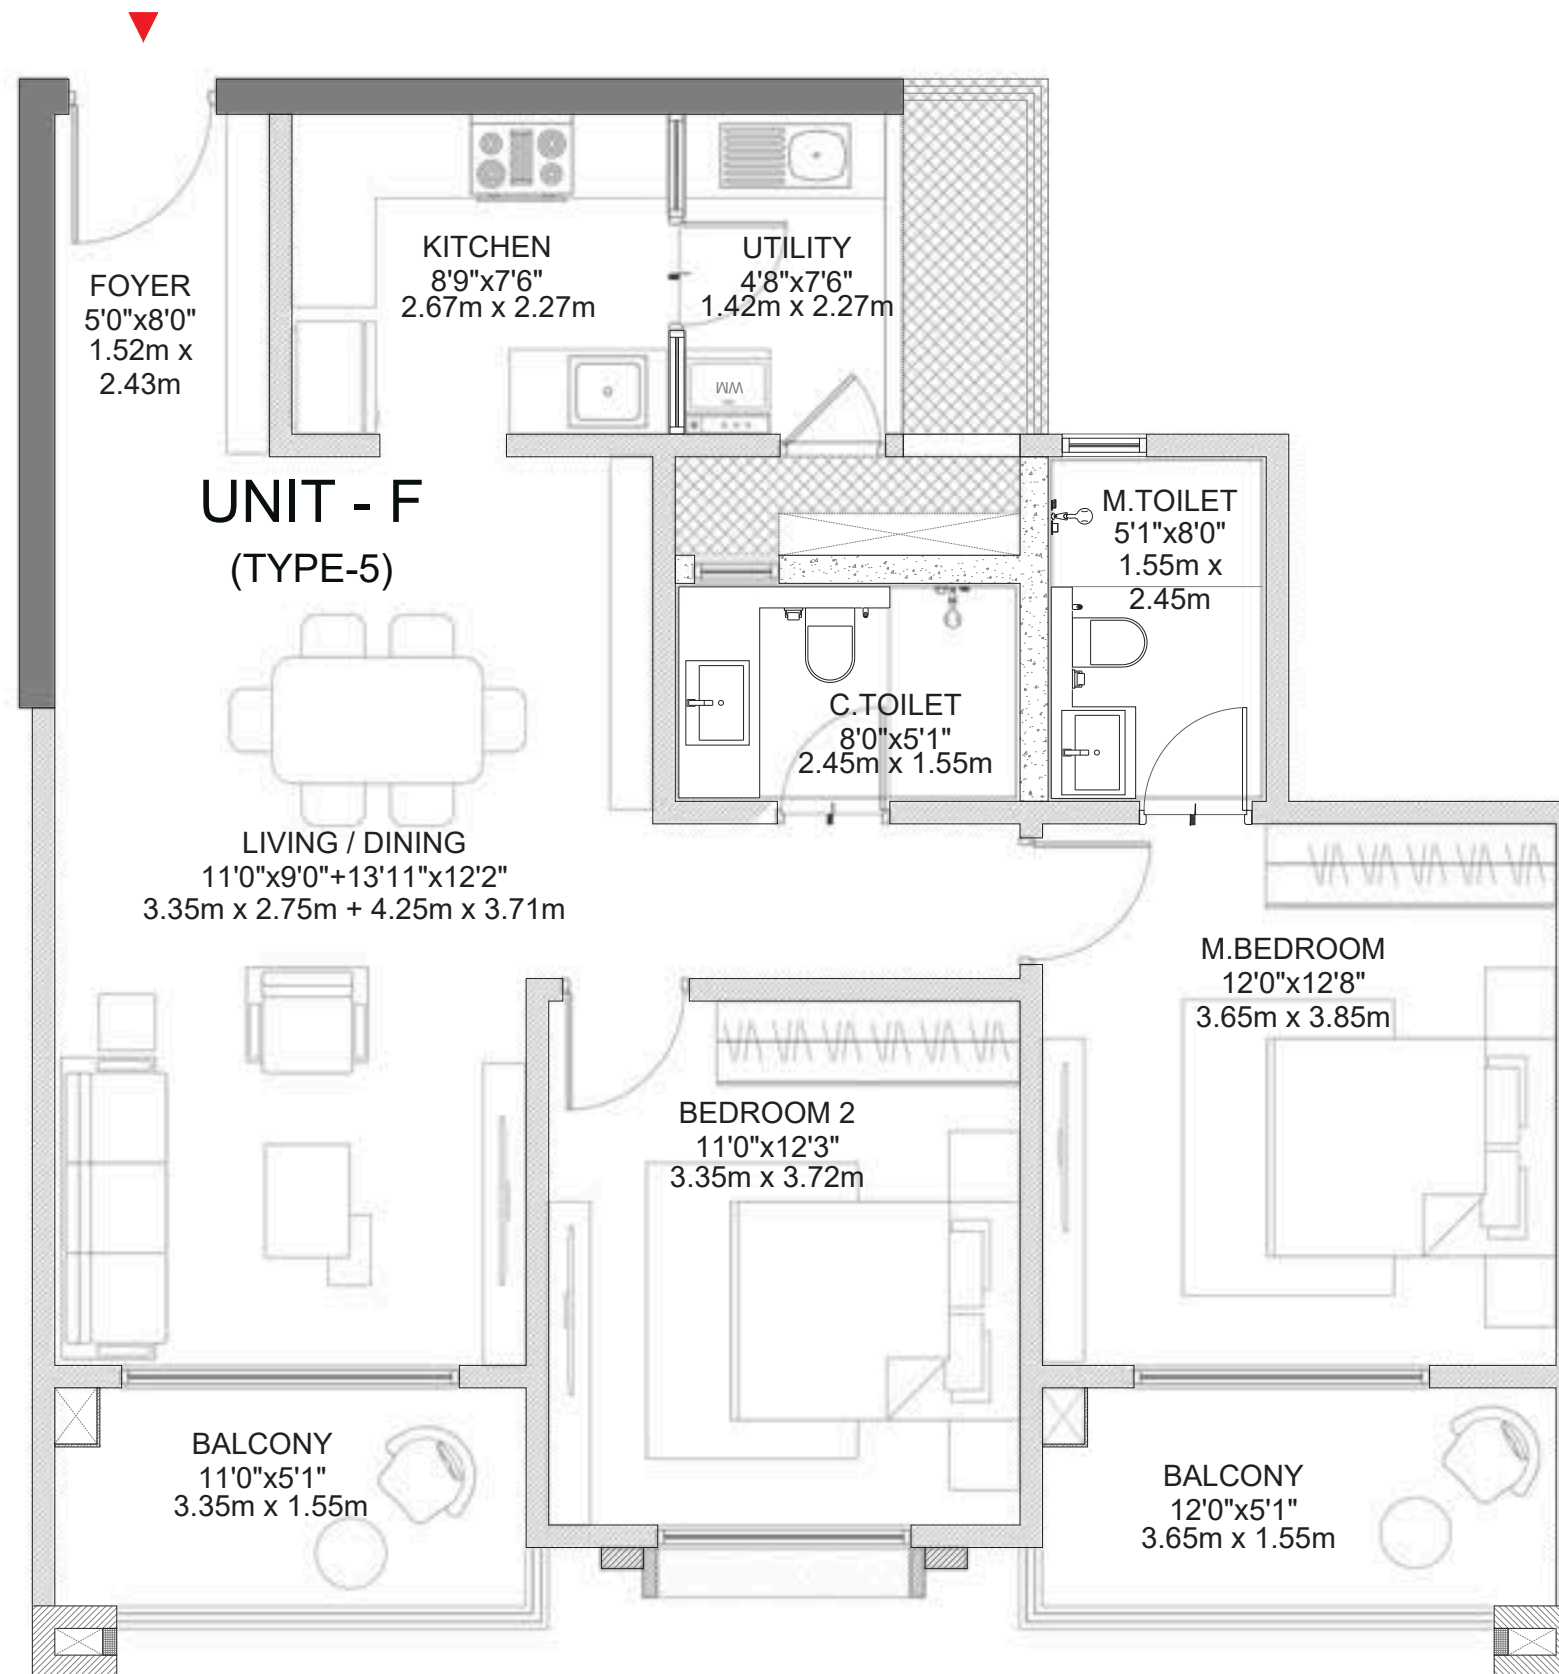 KITCHEN
8'9"x7'6"
2.67m x 2.27m
UTILITY
4'8"x7'6"
1.42m x 2.27m
FOYER
5'0"x8'0"
1.52m x
2.43m
WM
UNIT - F
(TYPE-5)
M.TOILET
5'1"x8'0"
1.55m x
2.45m
C.TOILET
8'0"x5'1"
2.45m x 1.55m
LIVING / DINING
11'0"x9'0"+13'11"x12'2"
3.35m x 2.75m + 4.25m x 3.71m
M.BEDROOM
12'0"x12'8"
3.65m x 3.85m
BEDROOM 2
11'0"x12'3"
3.35m x 3.72m
BALCONY
11'0"x5'1"
3.35m x 1.55m
BALCONY
12'0"x5'1"
3.65m x 1.55m